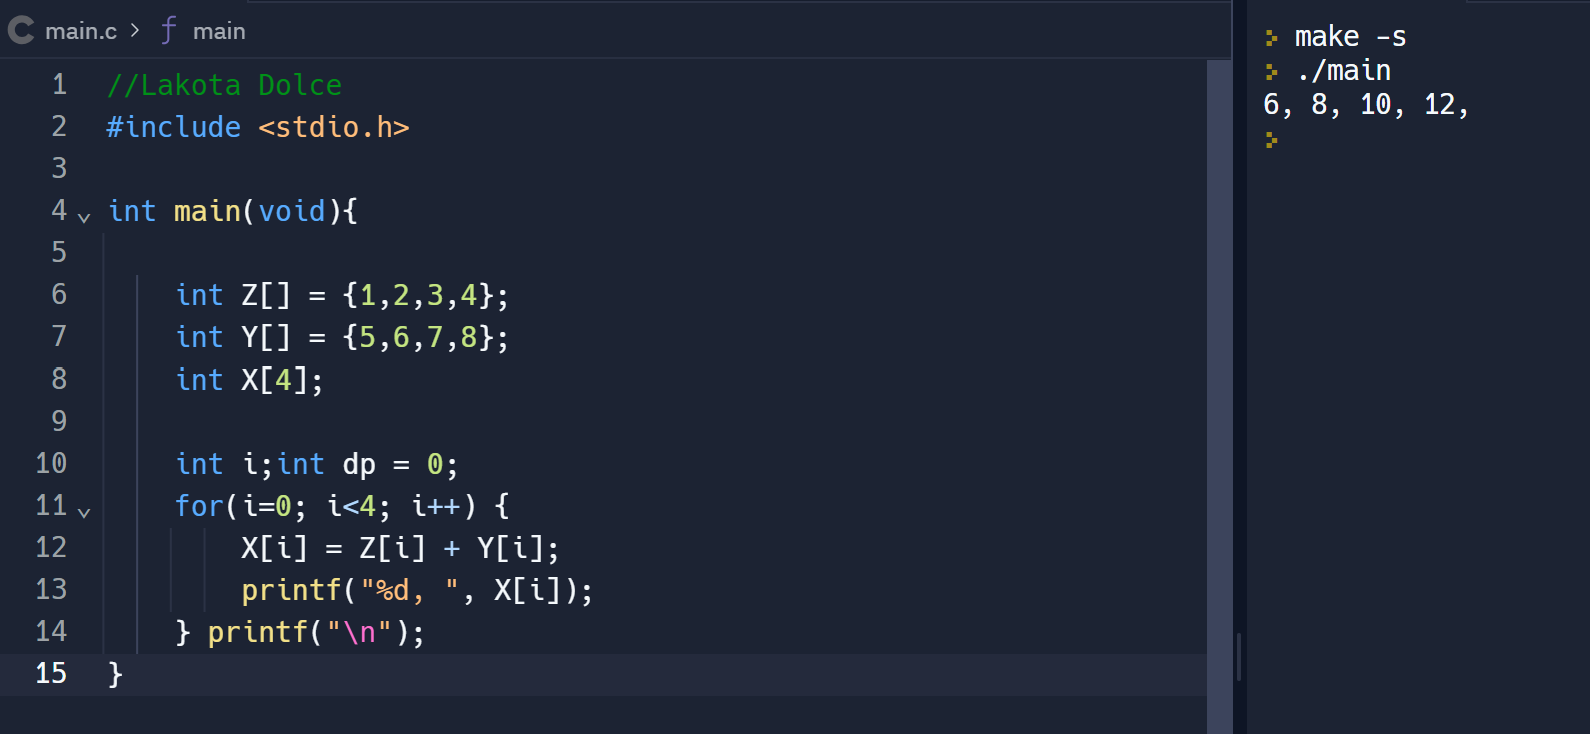 main.c > ƒ main
1 //Lakota Dolce
2 #include <stdio.h>
3
4 int main(void){
5
6     int Z[] = {1,2,3,4};
7     int Y[] = {5,6,7,8};
8     int X[4];
9
10     int i;int dp = 0;
11     for(i=0; i<4; i++) {
12         X[i] = Z[i] + Y[i];
13         printf("%d, ", X[i]);
14     } printf("\n");
15 }
make -s
./main
6, 8, 10, 12,